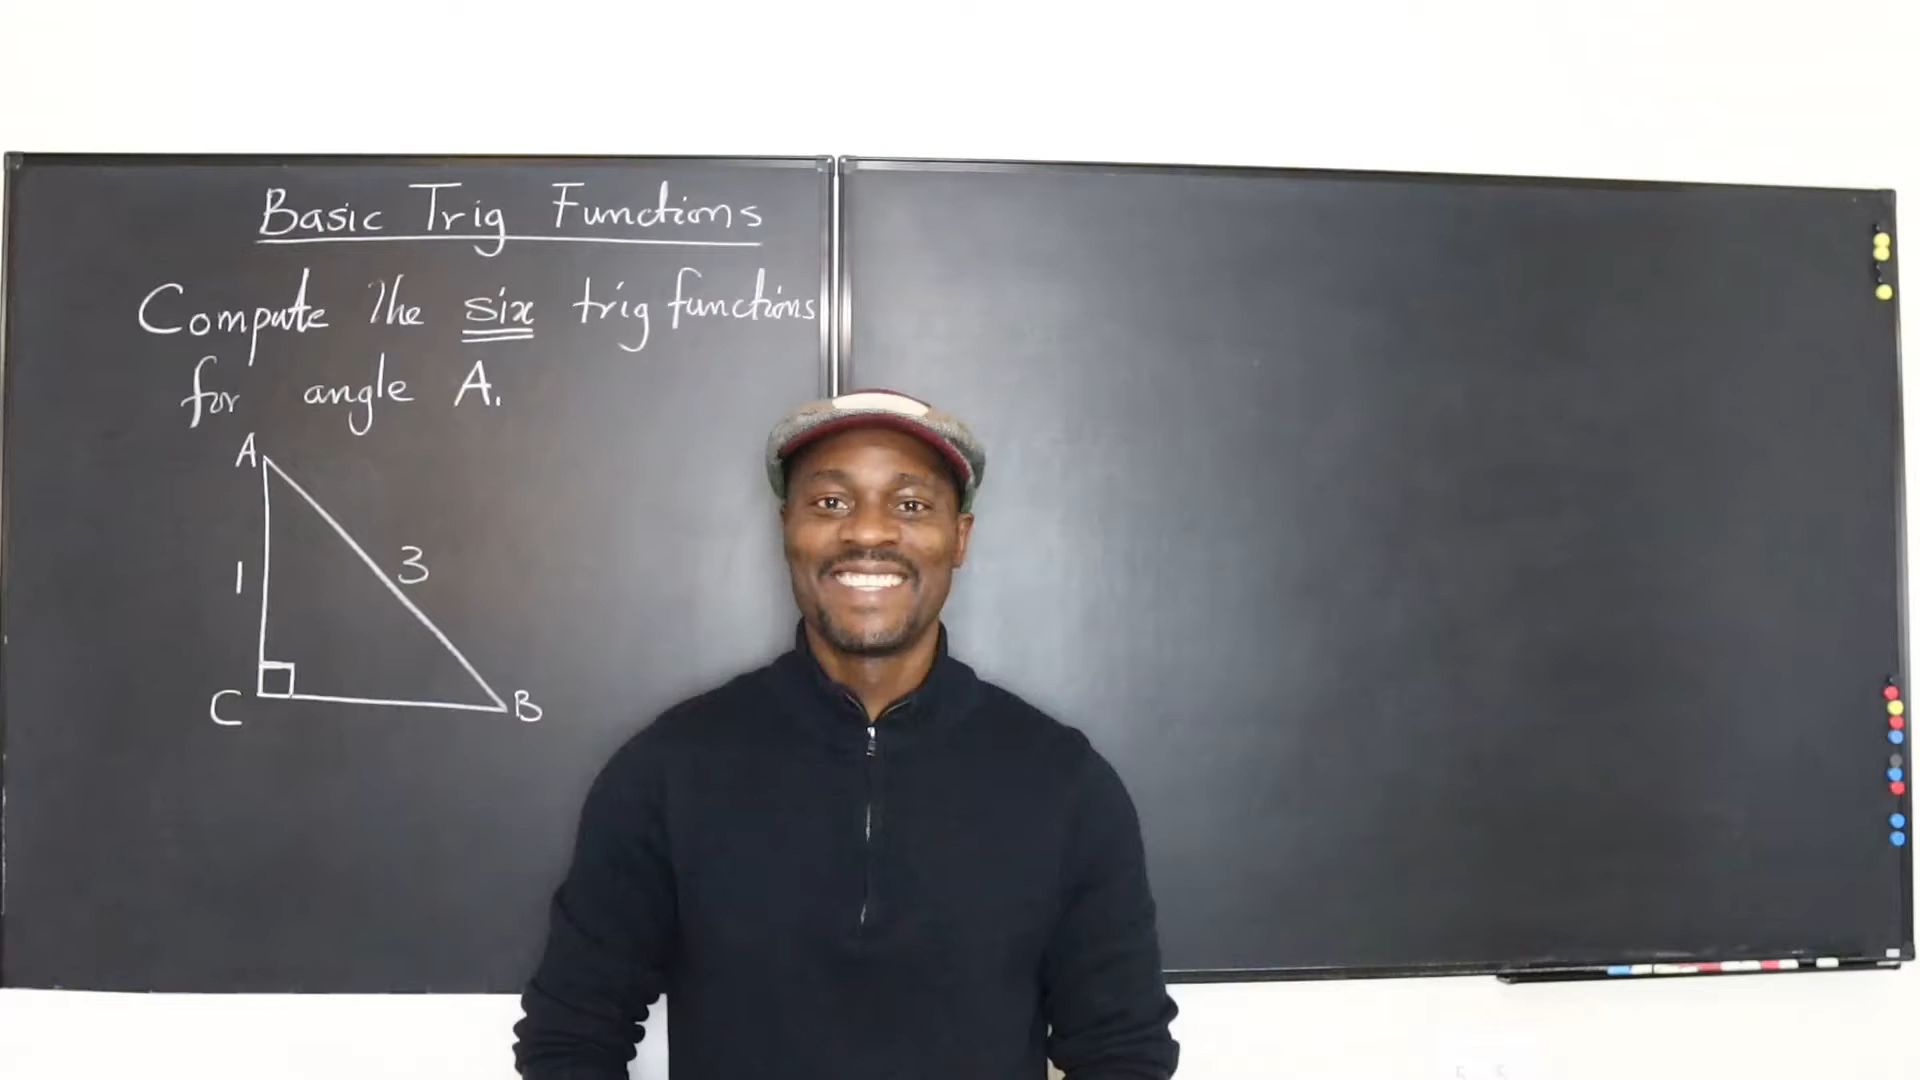 Basic Trig Functions
Compute the six trig functions
for angle A.
A
1
3
C
B